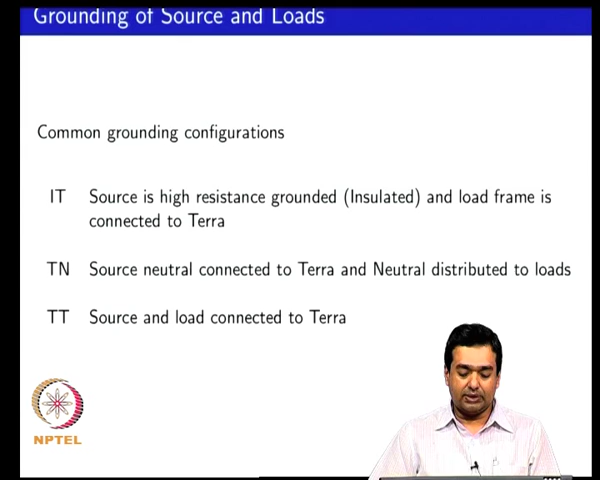 Grounding of Source and Loads
Common grounding configurations
IT Source is high resistance grounded (Insulated) and load frame is
connected to Terra
TN Source neutral connected to Terra and Neutral distributed to loads
TT Source and load connected to Terra
NPTEL